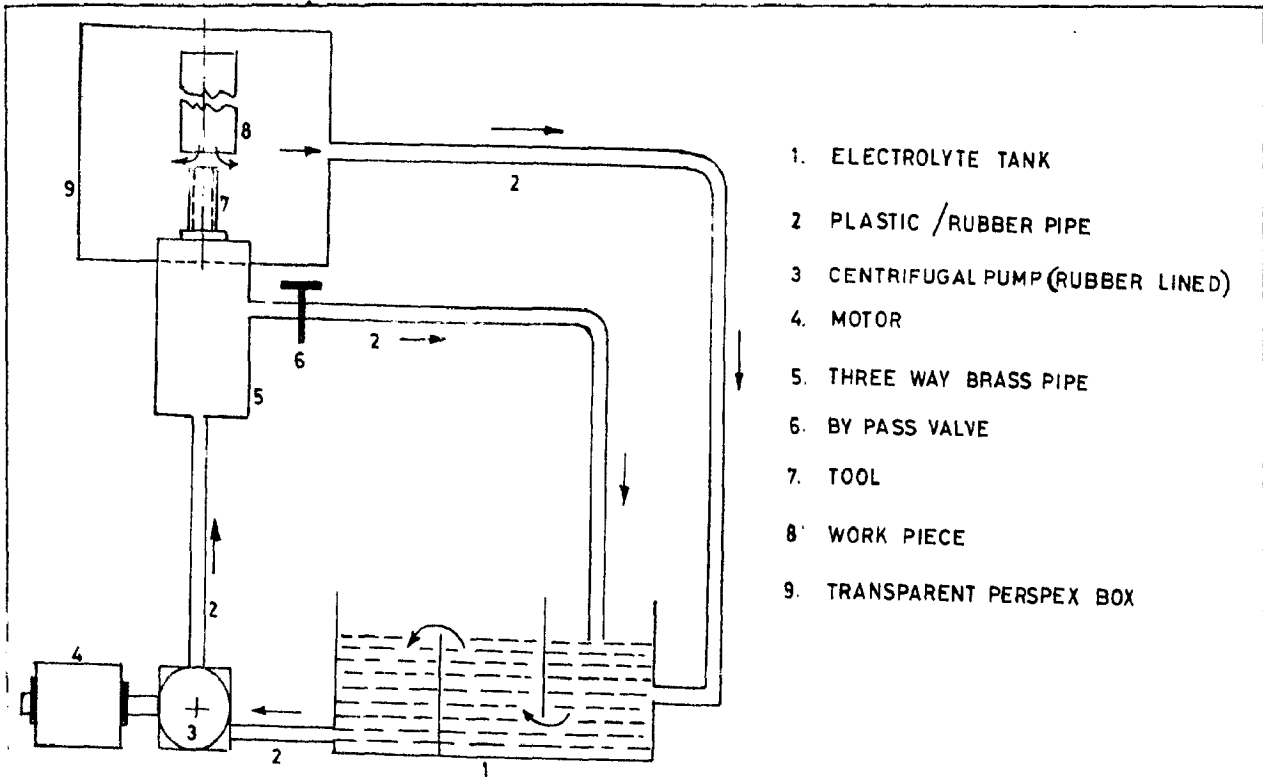 8
2
9
7
6
2
5
2
4
3
2
1
1. ELECTROLYTE TANK
2 PLASTIC /RUBBER PIPE
3 CENTRIFUGAL PUMP (RUBBER LINED)
4. MOTOR
5. THREE WAY BRASS PIPE
6. BY PASS VALVE
7. TOOL
8 WORK PIECE
9. TRANSPARENT PERSPEX BOX